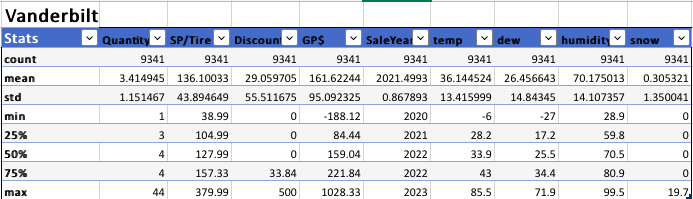 Vanderbilt
Stats Quantity SP/Tire Discoun GP$ SaleYea temp dew humidity snow
count 9341 9341 9341 9341 9341 9341 9341 9341 9341
mean 3.414945 136.10033 29.059705 161.62244 2021.4993 36.144524 26.456643 70.175013 0.305321
std 1.151467 43.894649 55.511675 95.092325 0.867893 13.415999 14.84345 14.107357 1.350041
min 1 38.99 0 -188.12 2020 -6 -27 28.9 0
25% 3 104.99 0 84.44 2021 28.2 17.2 59.8 0
50% 4 127.99 0 159.04 2022 33.9 25.5 70.5 0
75% 4 157.33 33.84 221.84 2022 43 34.4 80.9 0
max 44 379.99 500 1028.33 2023 85.5 71.9 99.5 19.7